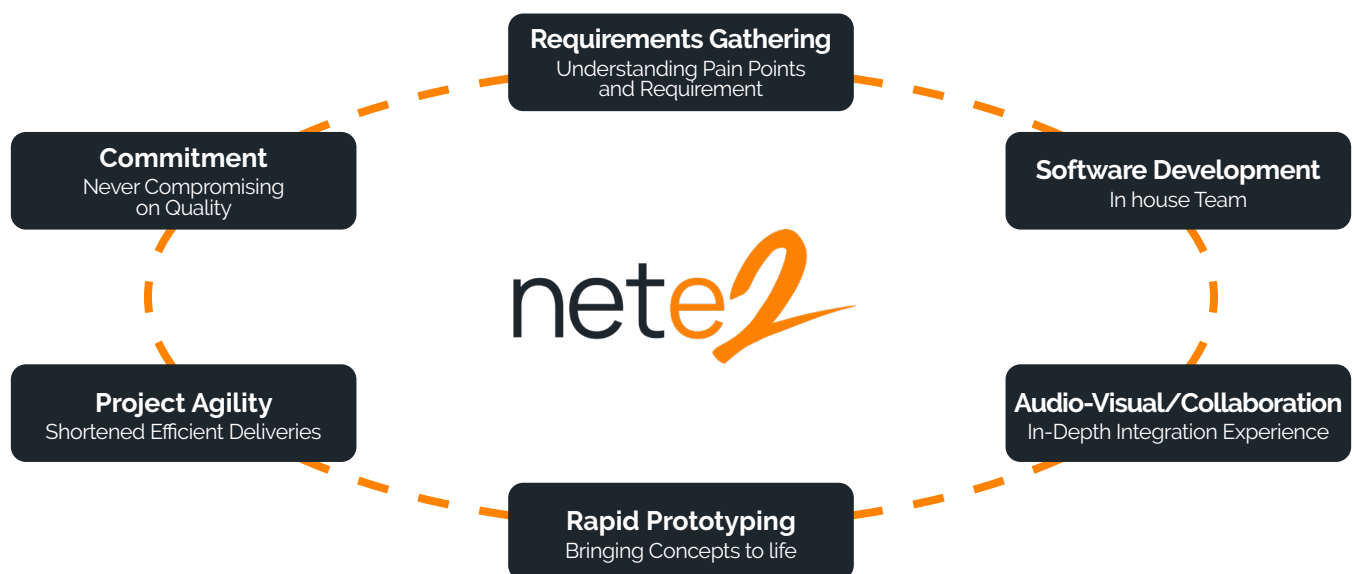 Requirements Gathering
Understanding Pain Points
and Requirement
Commitment
Never Compromising
on Quality
Software Development
In house Team
nete2
Project Agility
Shortened Efficient Deliveries
Audio-Visual/Collaboration
In-Depth Integration Experience
Rapid Prototyping
Bringing Concepts to life